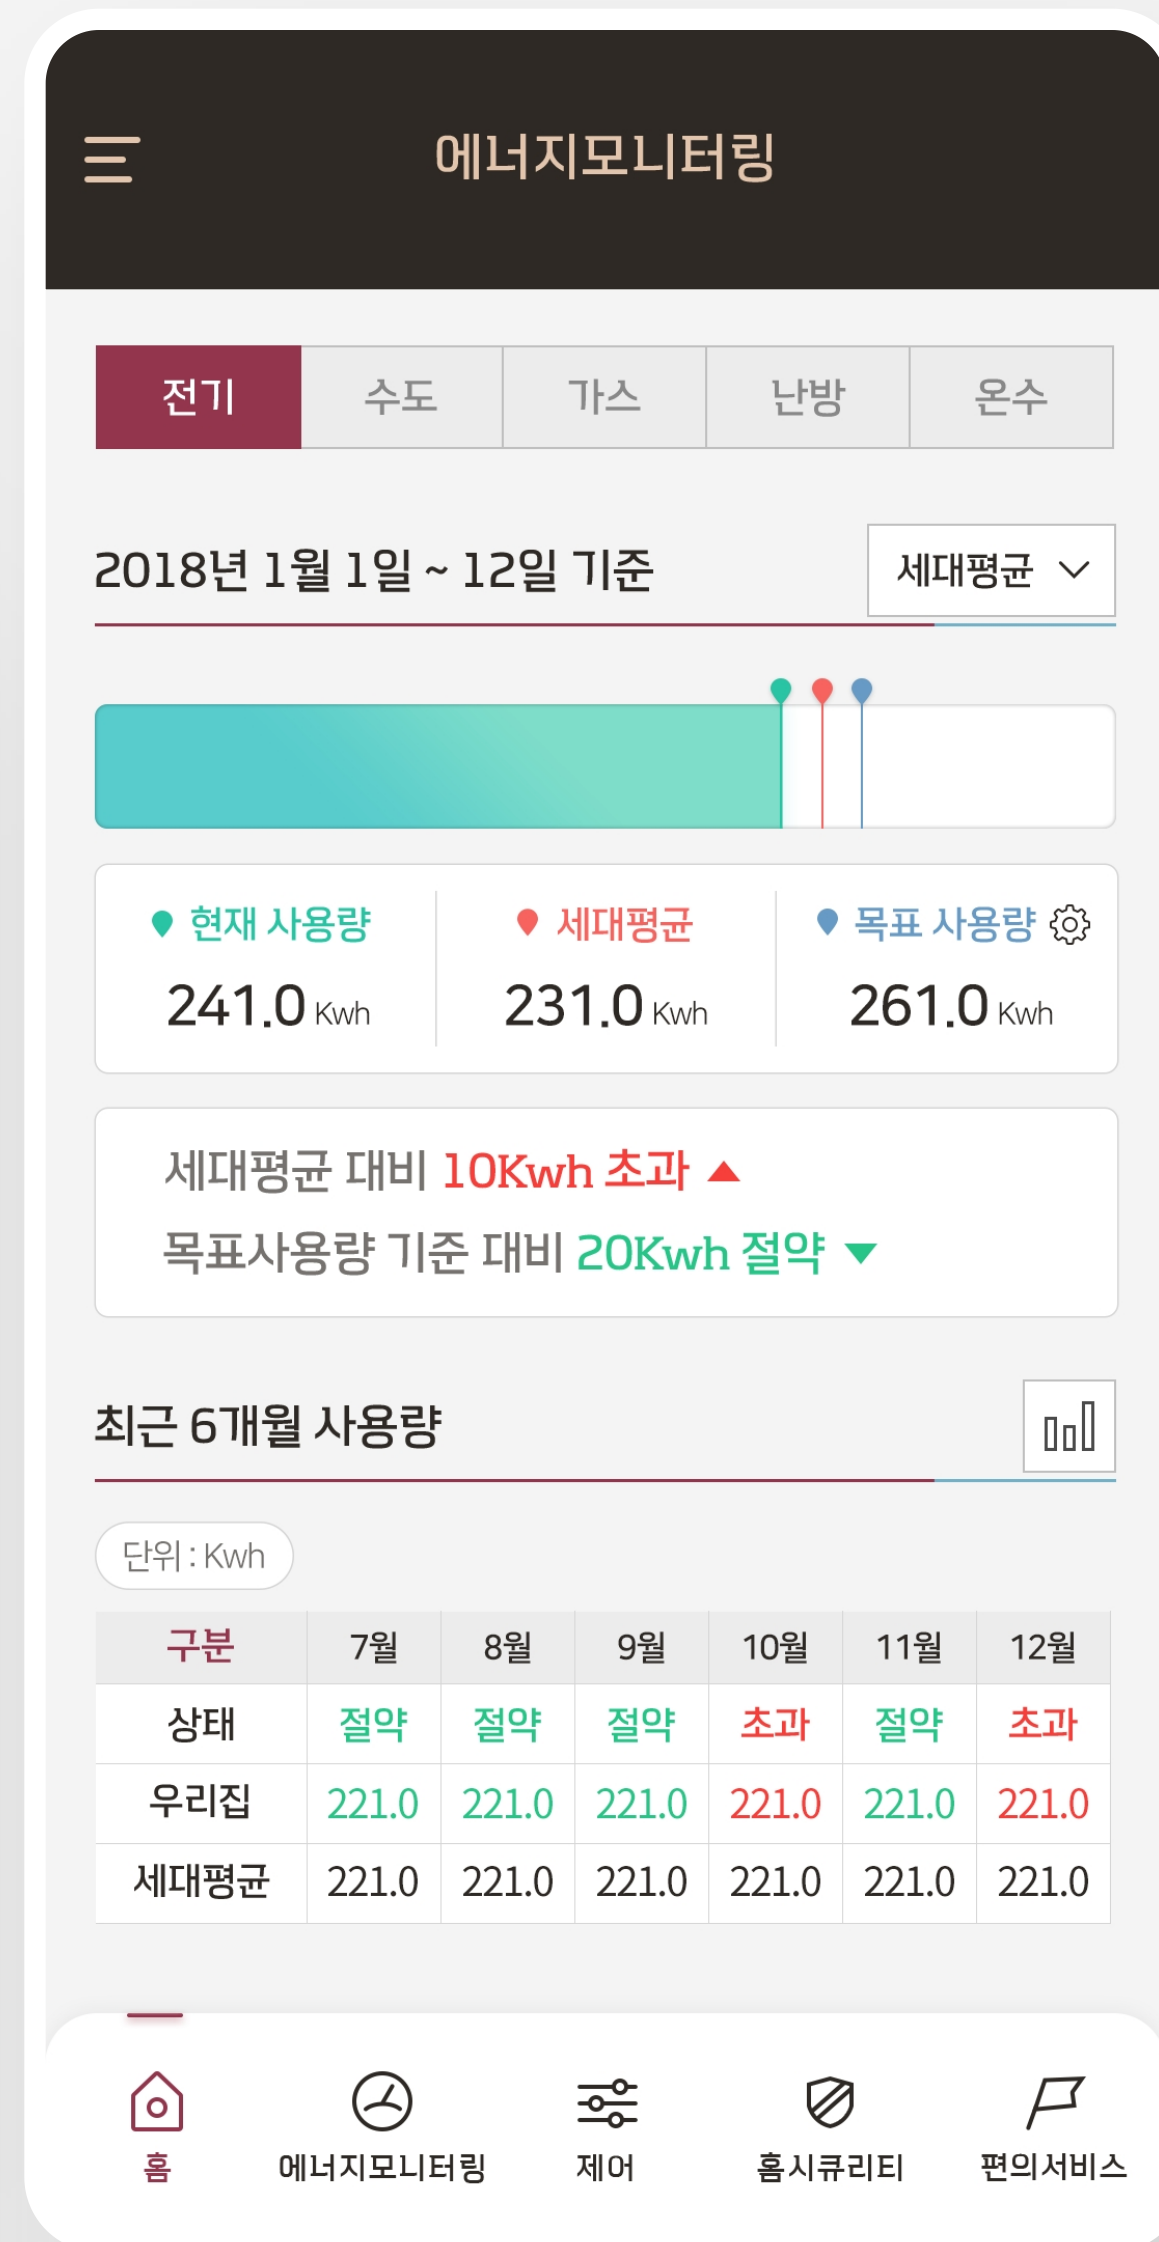 에너지모니터링
전기 수도 가스 난방 온수
2018년 1월 1일 ~ 12일 기준 세대평균
현재 사용량 세대평균 목표 사용량
241.0 Kwh 231.0 Kwh 261.0 Kwh
세대평균 대비 10Kwh 초과 ▲
목표사용량 기준 대비 20Kwh 절약 ▼
최근 6개월 사용량
단위 : Kwh
구분 7월 8월 9월 10월 11월 12월
상태 절약 절약 절약 초과 절약 초과
우리집 221.0 221.0 221.0 221.0 221.0 221.0
세대평균 221.0 221.0 221.0 221.0 221.0 221.0
홈 에너지모니터링 제어 홈시큐리티 편의서비스